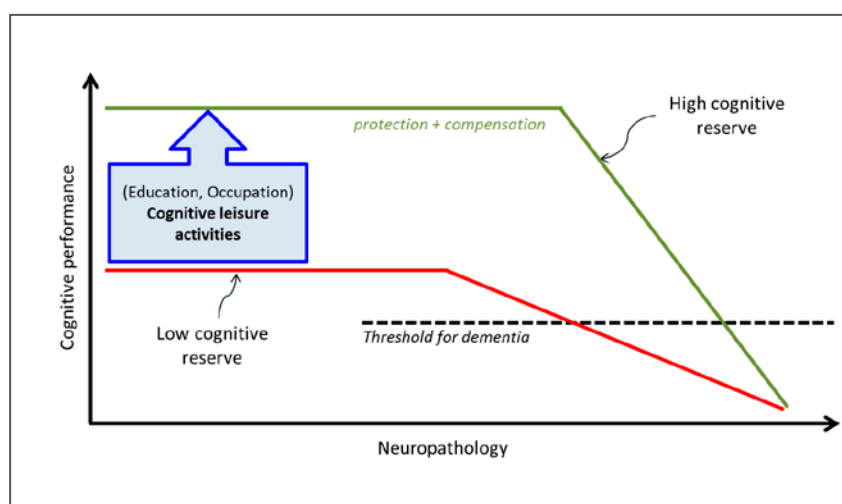 protection + compensation
High cognitive
reserve
(Education, Occupation)
Cognitive leisure
activities
Low cognitive
reserve
Threshold for dementia
Cognitive performance
Neuropathology